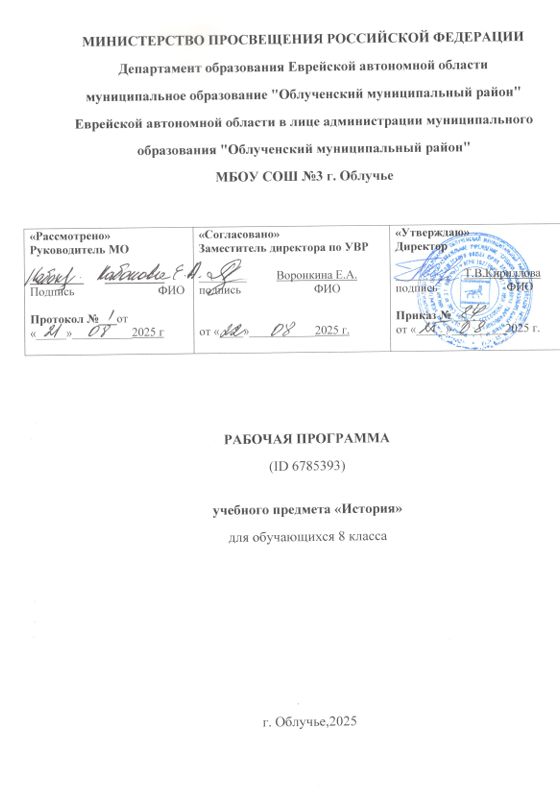 МИНИСТЕРСТВО ПРОСВЕЩЕНИЯ РОССИЙСКОЙ ФЕДЕРАЦИИ
Департамент образования Еврейской автономной области
муниципальное образование "Облученский муниципальный район"
Еврейской автономной области в лице администрации муниципального
образования "Облученский муниципальный район"
МБОУ СОШ №3 г. Облучье
«Рассмотрено»
Руководитель МО
Кабанова Е.А.
Подпись ФИО
Протокол № 1 от
« 21 » 08 2025 г
«Согласовано»
Заместитель директора по УВР
Воронкина Е.А.
подпись ФИО
от « 22 » 08 2025 г.
«Утверждаю»
Директор
Т.В.Кириллова
подпись ФИО
Приказ №
от « » 08 2025 г.
РАБОЧАЯ ПРОГРАММА
(ID 6785393)
учебного предмета «История»
для обучающихся 8 класса
г. Облучье,2025